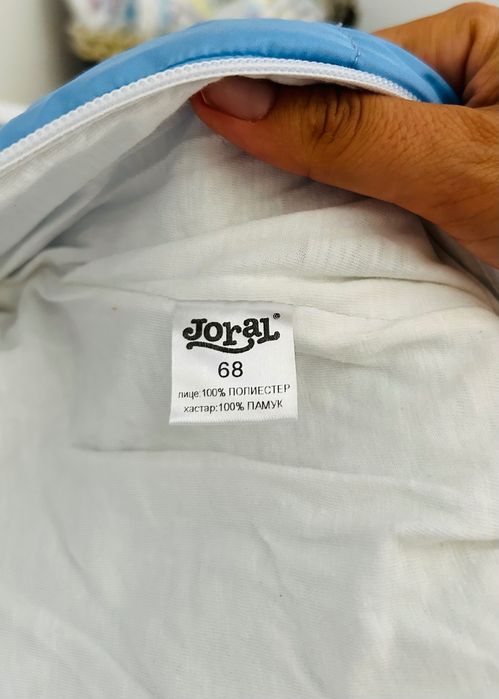 Joral®
68
лице:100% ПОЛИЕСТЕР
хастар:100% ПАМУК